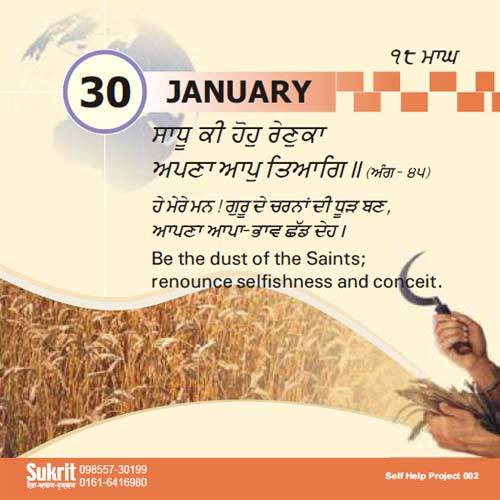 ੧੮ ਮਾਘ
30 JANUARY
ਸਾਧੂ ਕੀ ਹੋਹੁ ਰੇਣੁਕਾ
ਅਪਣਾ ਆਪੁ ਤਿਆਗਿ ॥ (ਅੰਗ - ੪੫)
ਹੇ ਮੇਰੇ ਮਨ ! ਗੁਰੂ ਦੇ ਚਰਨਾਂ ਦੀ ਧੂੜ ਬਣ,
ਆਪਣਾ ਆਪਾ-ਭਾਵ ਛੱਡ ਦੇਹ ।
Be the dust of the Saints;
renounce selfishness and conceit.
Sukrit 098557-30199
0161-6416980
Self Help Project 002